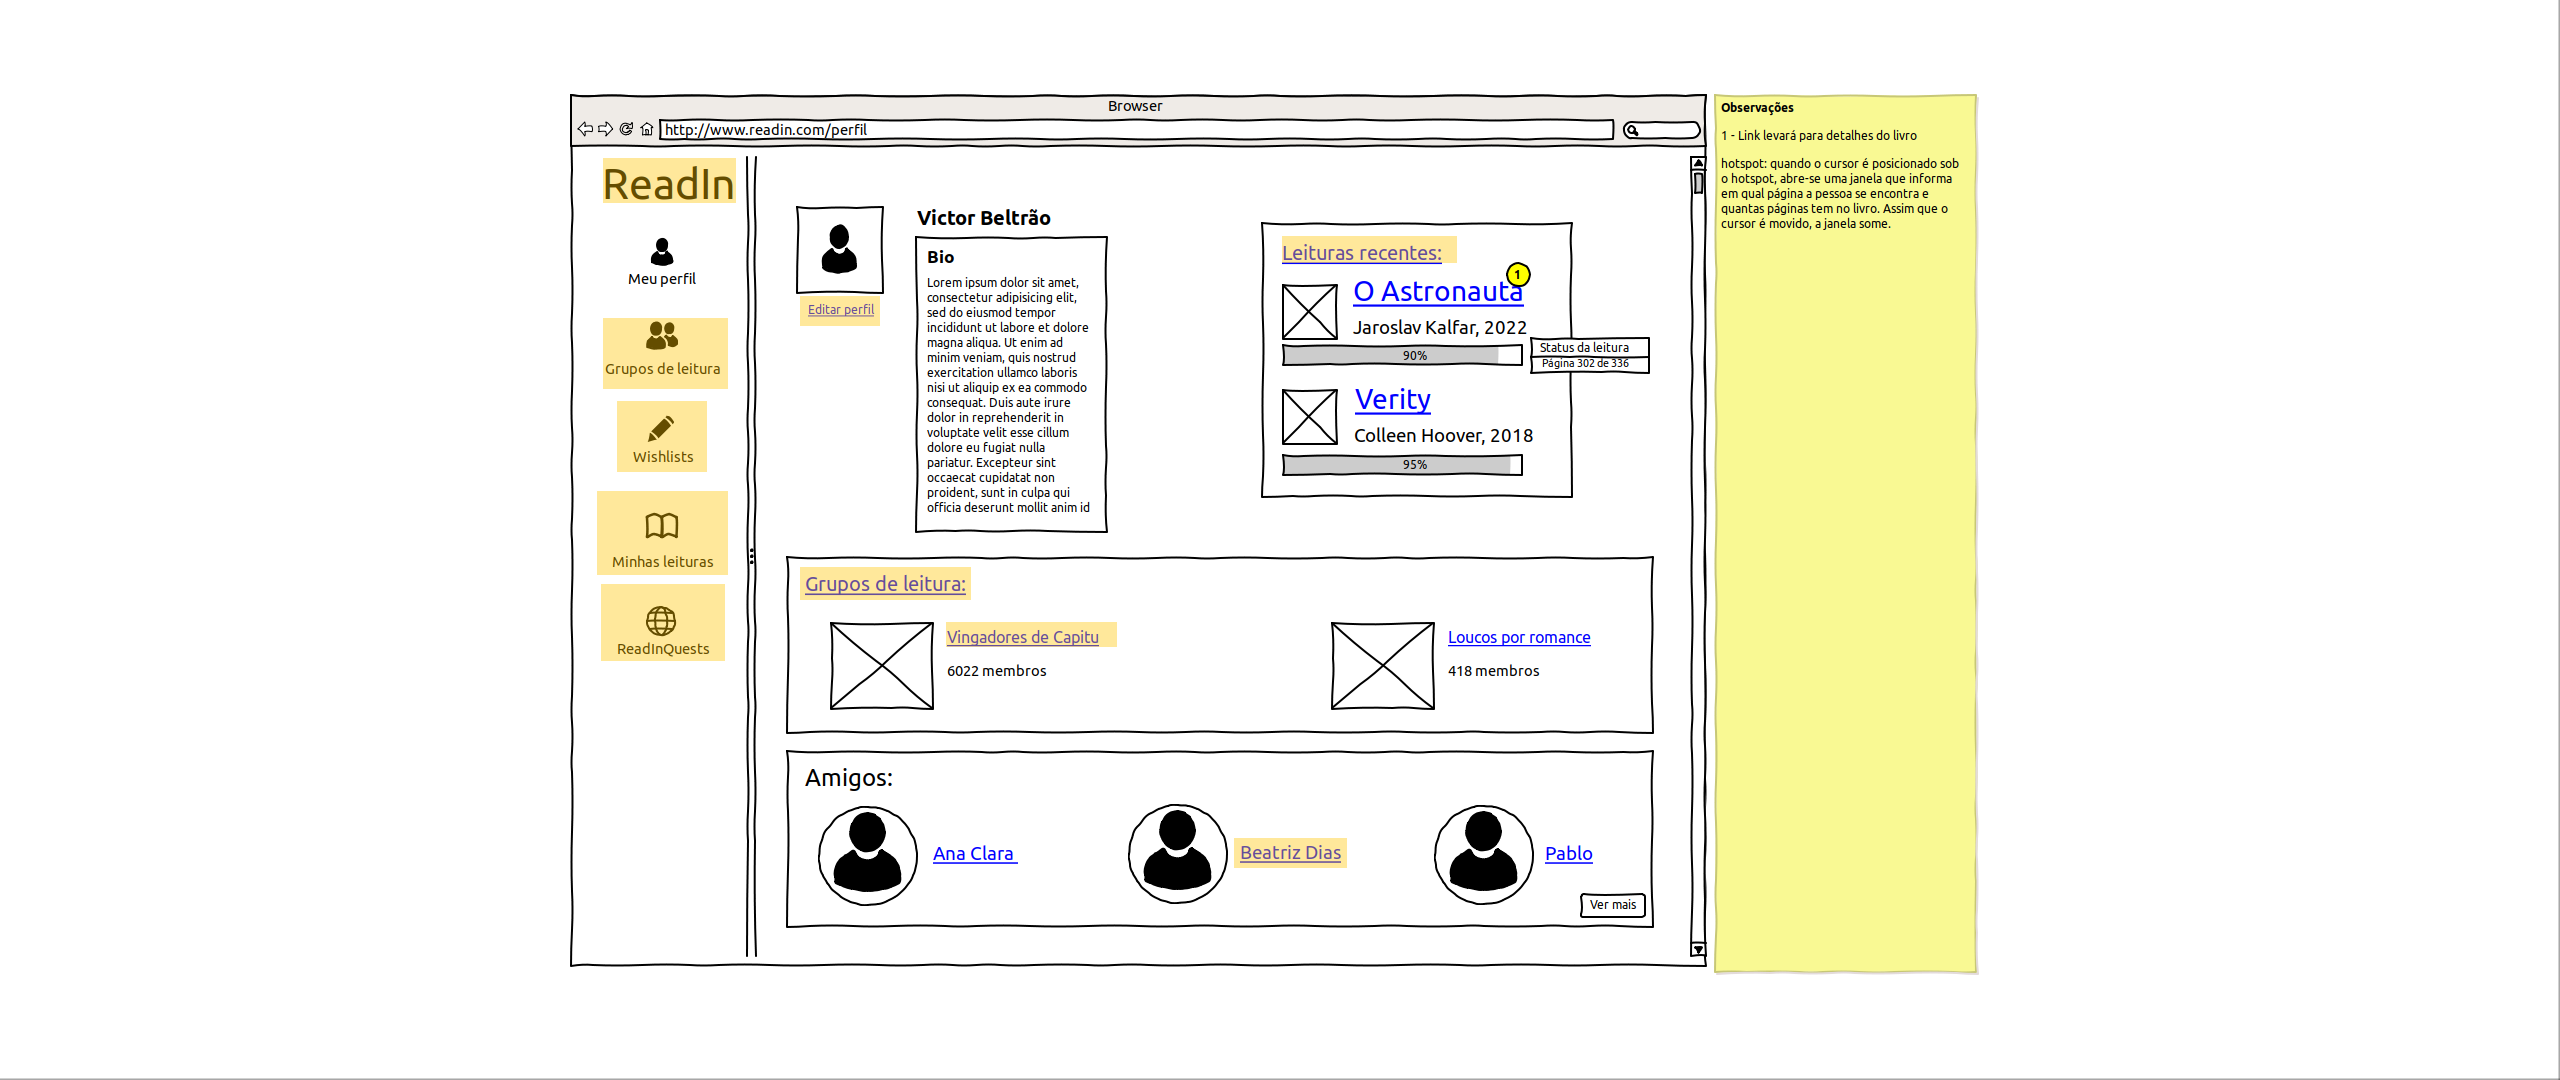 Browser
http://www.readin.com/perfil
ReadIn
Meu perfil
Grupos de leitura
Wishlists
Minhas leituras
ReadInQuests
Victor Beltrão
Editar perfil
Bio
Lorem ipsum dolor sit amet,
consectetur adipisicing elit,
sed do eiusmod tempor
incididunt ut labore et dolore
magna aliqua. Ut enim ad
minim veniam, quis nostrud
exercitation ullamco laboris
nisi ut aliquip ex ea commodo
consequat. Duis aute irure
dolor in reprehenderit in
voluptate velit esse cillum
dolore eu fugiat nulla
pariatur. Excepteur sint
occaecat cupidatat non
proident, sunt in culpa qui
officia deserunt mollit anim id
Leituras recentes:
1
O Astronauta
Jaroslav Kalfar, 2022
90%
Status da leitura
Página 302 de 336
Verity
Colleen Hoover, 2018
95%
Grupos de leitura:
Vingadores de Capitu
6022 membros
Loucos por romance
418 membros
Amigos:
Ana Clara
Beatriz Dias
Pablo
Ver mais
Observações
1 - Link levará para detalhes do livro
hotspot: quando o cursor é posicionado sob
o hotspot, abre-se uma janela que informa
em qual página a pessoa se encontra e
quantas páginas tem no livro. Assim que o
cursor é movido, a janela some.